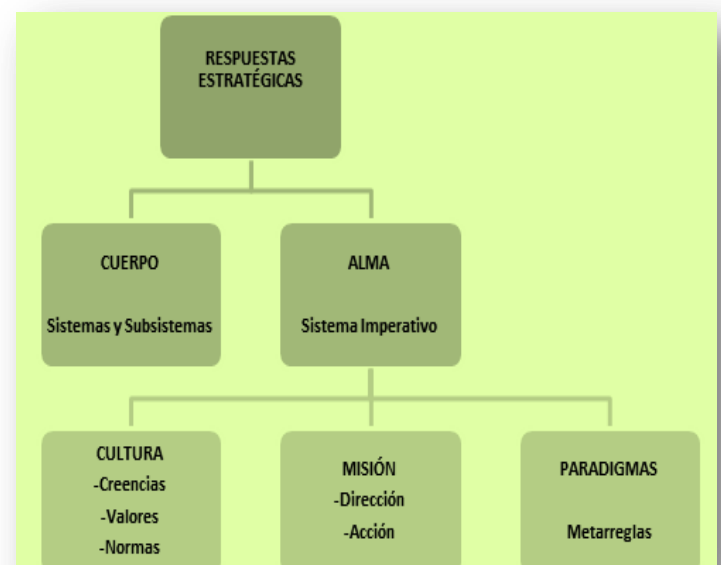 RESPUESTAS
ESTRATÉGICAS
CUERPO
Sistemas y Subsistemas
ALMA
Sistema Imperativo
CULTURA
-Creencias
-Valores
-Normas
MISIÓN
-Dirección
-Acción
PARADIGMAS
Metarreglas